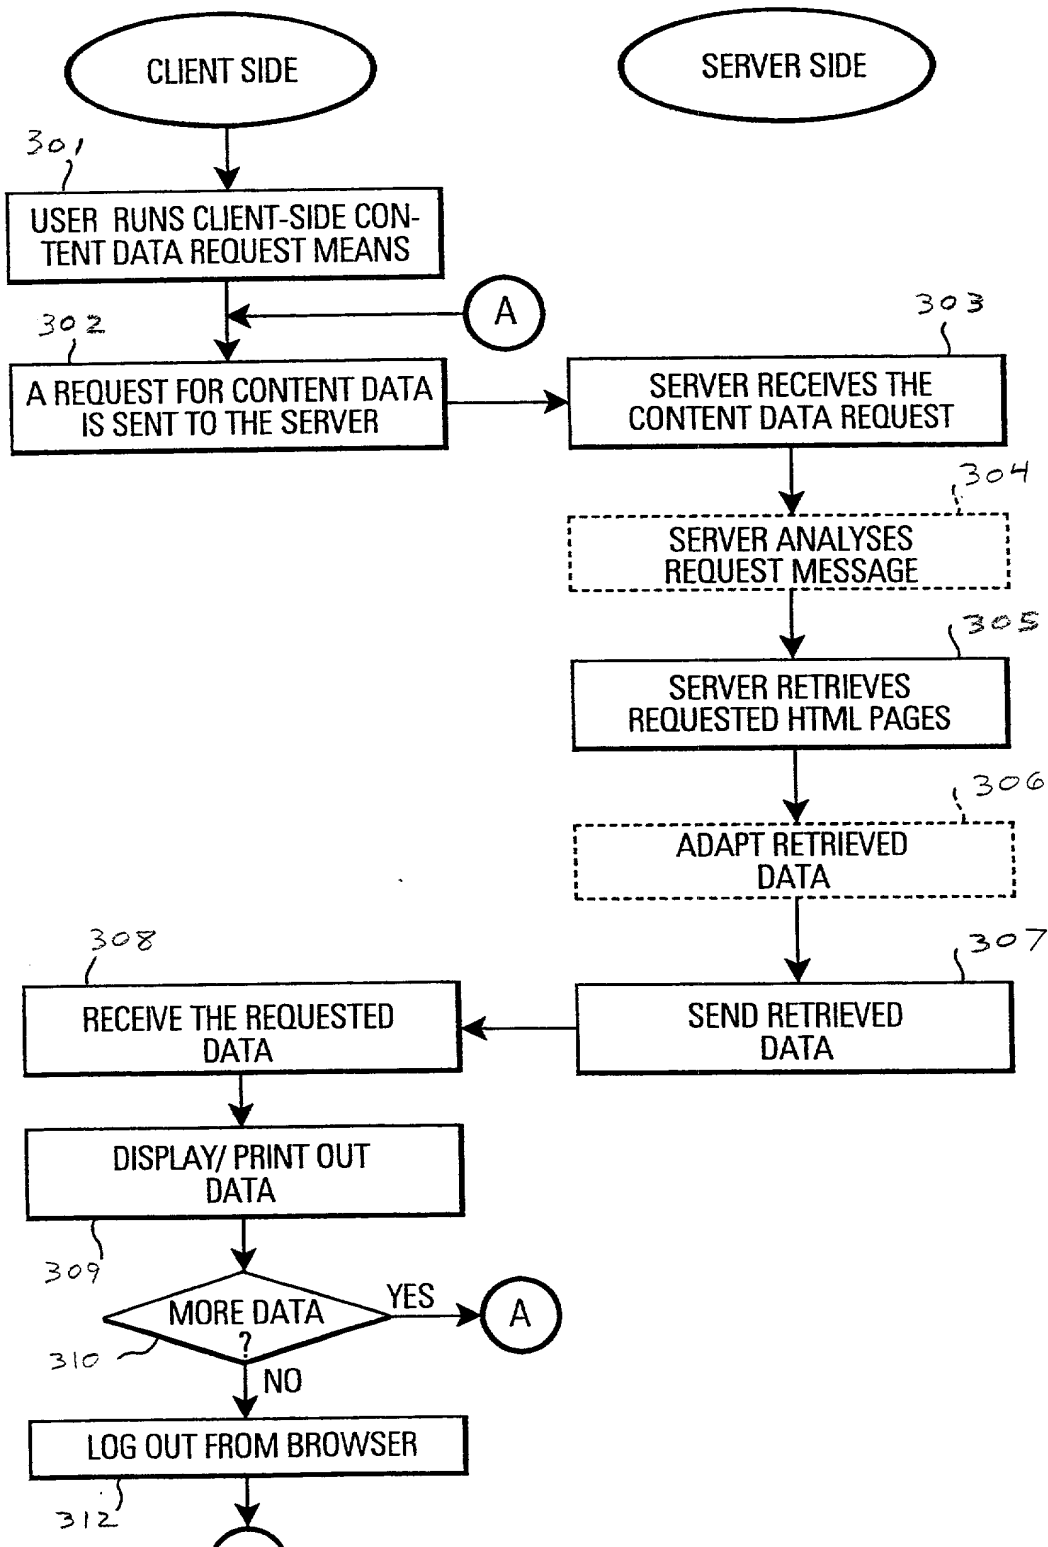 CLIENT SIDE
SERVER SIDE
301
USER RUNS CLIENT-SIDE CON-
TENT DATA REQUEST MEANS
A
302
303
A REQUEST FOR CONTENT DATA
IS SENT TO THE SERVER
SERVER RECEIVES THE
CONTENT DATA REQUEST
304
SERVER ANALYSES
REQUEST MESSAGE
305
SERVER RETRIEVES
REQUESTED HTML PAGES
306
ADAPT RETRIEVED
DATA
308
307
RECEIVE THE REQUESTED
DATA
SEND RETRIEVED
DATA
DISPLAY/ PRINT OUT
DATA
309
MORE DATA
?
YES
A
310
NO
LOG OUT FROM BROWSER
312